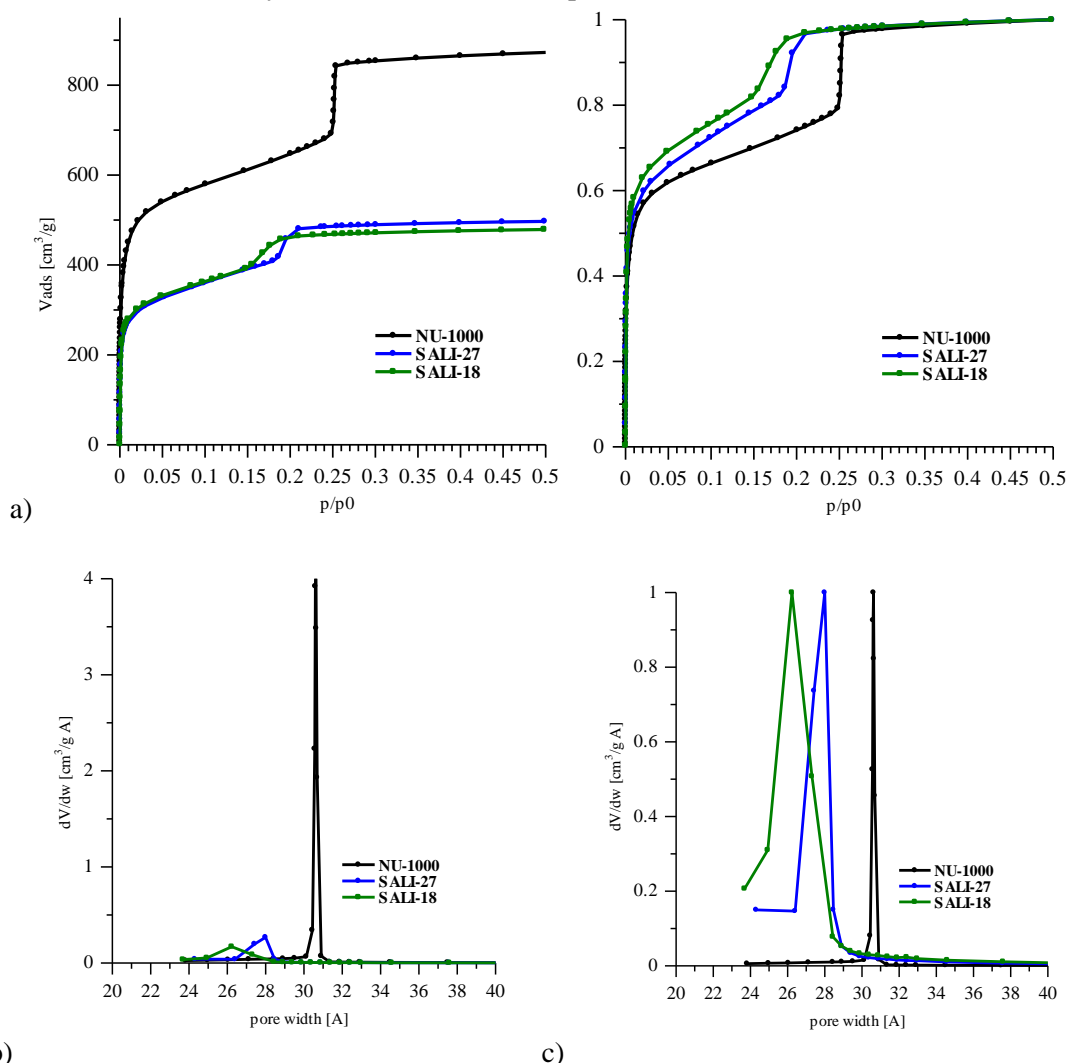 800
600
400
200
0
Vads [cm³/g]
NU-1000
SALI-27
SALI-18
0 0.05 0.1 0.15 0.2 0.25 0.3 0.35 0.4 0.45 0.5
p/p0
a)
1
0.8
0.6
0.4
0.2
0
NU-1000
SALI-27
SALI-18
0 0.05 0.1 0.15 0.2 0.25 0.3 0.35 0.4 0.45 0.5
p/p0
4
3
2
1
0
dV/dw [cm³/g A]
NU-1000
SALI-27
SALI-18
20 22 24 26 28 30 32 34 36 38 40
pore width [A]
1
0.8
0.6
0.4
0.2
0
dV/dw [cm³/g A]
NU-1000
SALI-27
SALI-18
20 22 24 26 28 30 32 34 36 38 40
pore width [A]
c)